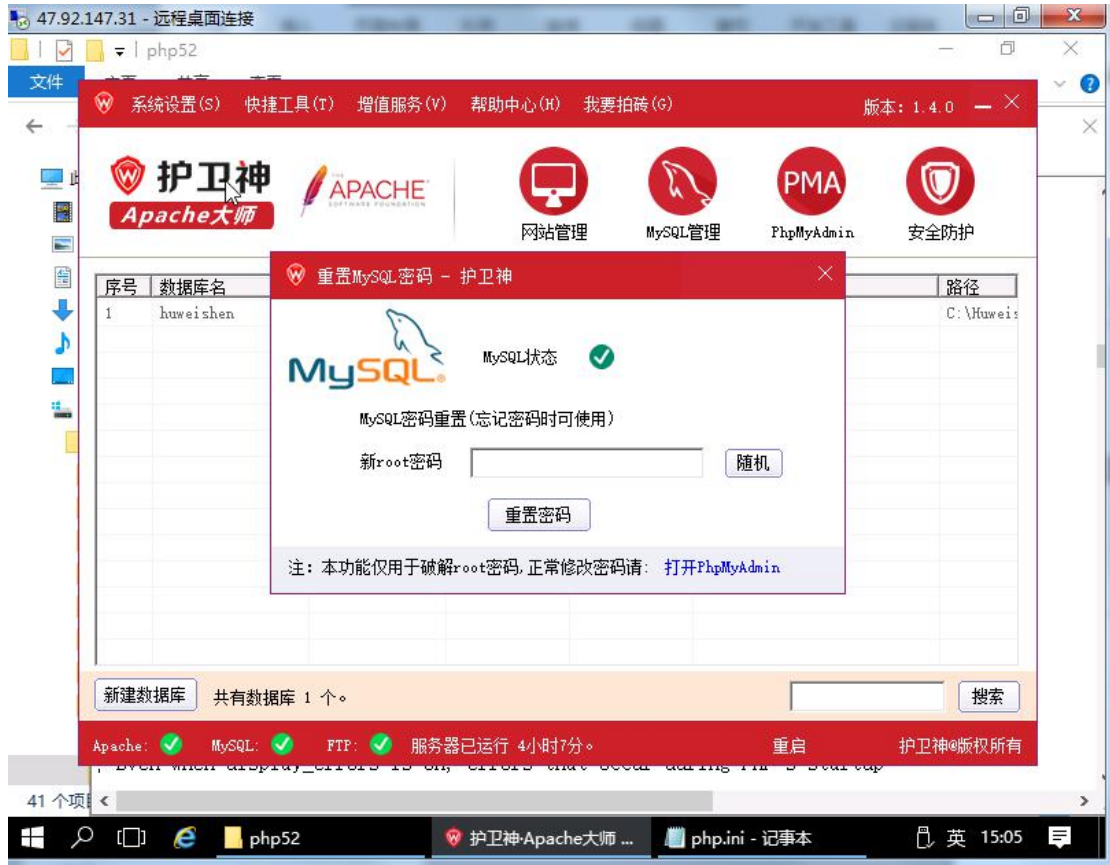 47.92.147.31 - 远程桌面连接
php52
文件
系统设置(S) 快捷工具(T) 增值服务(V) 帮助中心(H) 我要拍砖(G) 版本: 1.4.0
护卫神
Apache大师
THE
APACHE
SOFTWARE FOUNDATION
PMA
网站管理 MySQL管理 PhpMyAdmin 安全防护
重置MySQL密码 - 护卫神
序号 数据库名 路径
1 huweishen C:\Huweis
MySQL
MySQL状态
MySQL密码重置(忘记密码时可使用)
新root密码 随机
重置密码
注: 本功能仅用于破解root密码,正常修改密码请: 打开PhpMyAdmin
新建数据库 共有数据库 1 个。 搜索
Apache: MySQL: FTP: 服务器已运行 4小时7分。 重启 护卫神@版权所有
41 个项
php52 护卫神·Apache大师 ... php.ini - 记事本 英 15:05